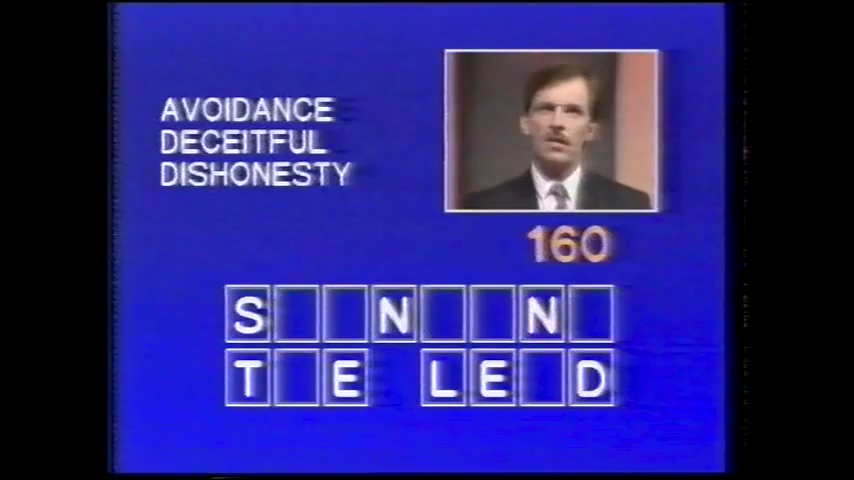 AVOIDANCE
DECEITFUL
DISHONESTY
160
S N N
T E LE D